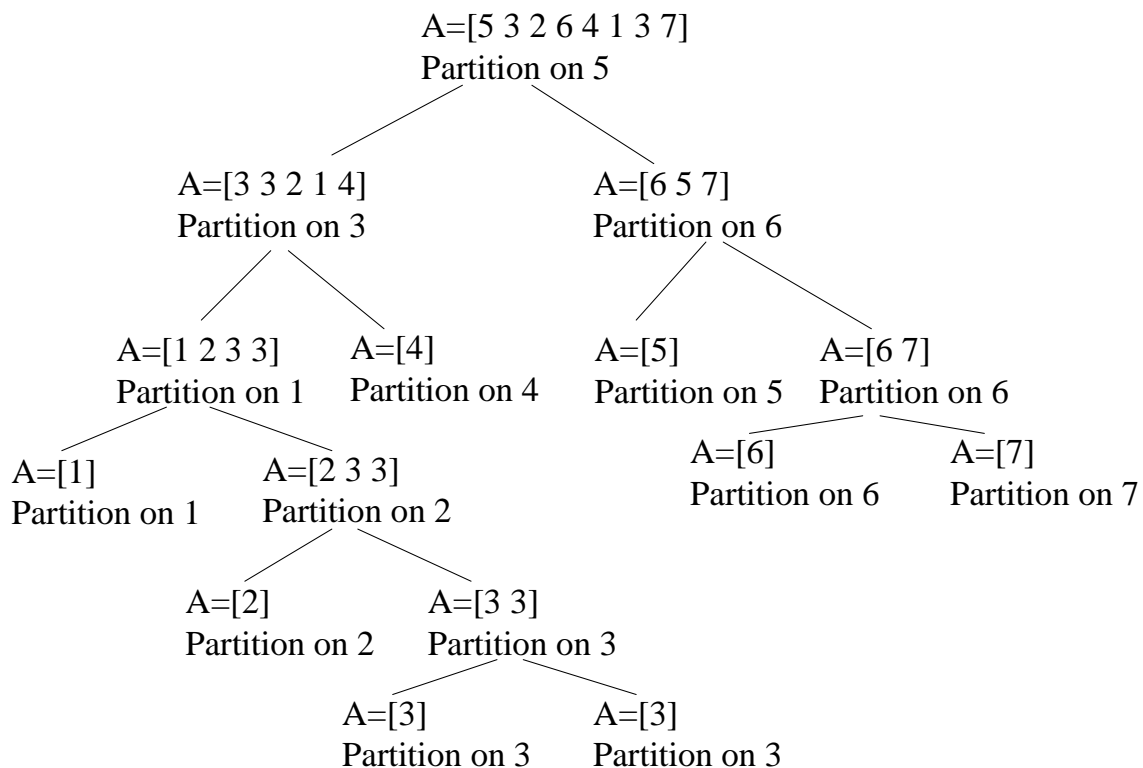 A=[5 3 2 6 4 1 3 7]
Partition on 5
A=[3 3 2 1 4]
Partition on 3
A=[6 5 7]
Partition on 6
A=[1 2 3 3]
Partition on 1
A=[4]
Partition on 4
A=[5]
Partition on 5
A=[6 7]
Partition on 6
A=[1]
Partition on 1
A=[2 3 3]
Partition on 2
A=[6]
Partition on 6
A=[7]
Partition on 7
A=[2]
Partition on 2
A=[3 3]
Partition on 3
A=[3]
Partition on 3
A=[3]
Partition on 3